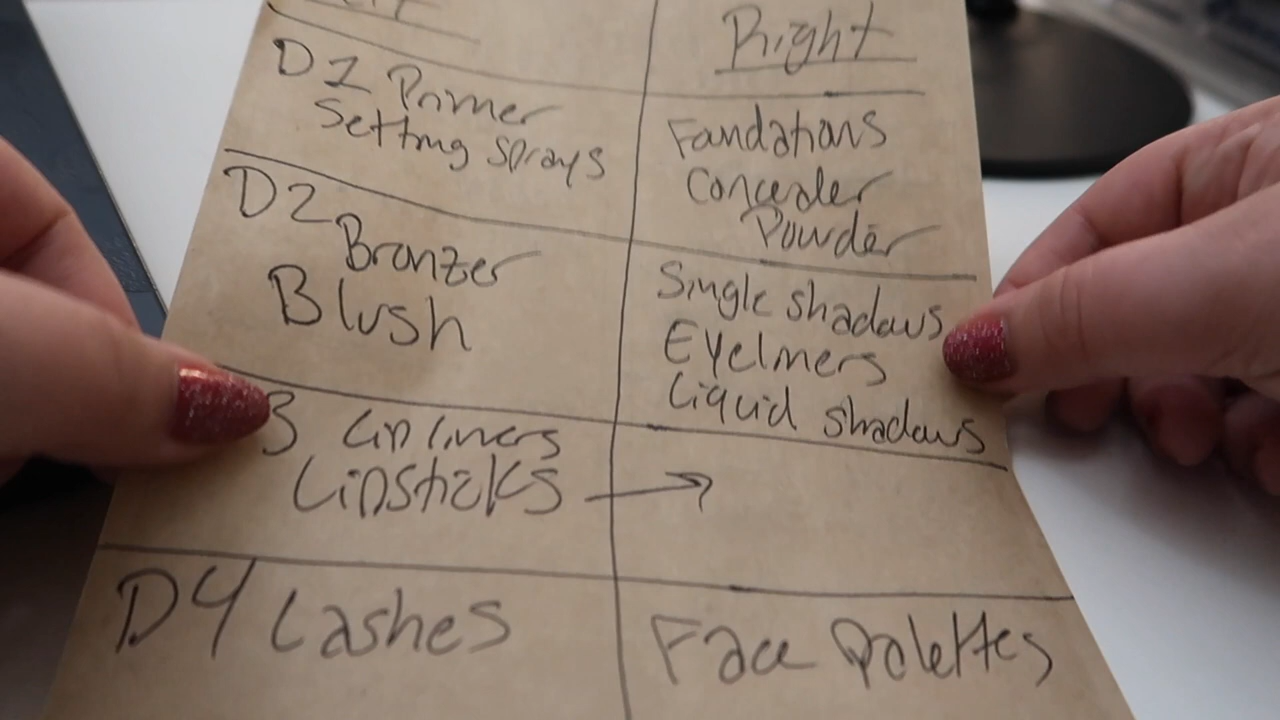 Right
D1 Primer
Setting sprays
Foundations
Concealer
Powder
D2
Bronzer
Blush
Single shadows
Eyeliners
Liquid shadows
3 Lipliners
Lipsticks →
D4 Lashes
Face Palettes